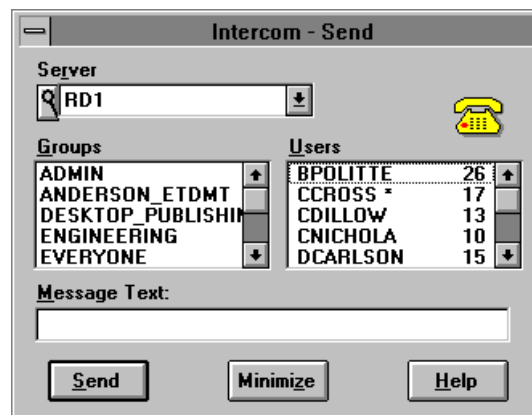 Intercom - Send
Server
RD1
Groups
ADMIN
ANDERSON_ETDMT
DESKTOP_PUBLISHIN
ENGINEERING
EVERYONE
Users
BPOLITTE 26
CCROSS * 17
CDILLOW 13
CNICHOLA 10
DCARLSON 15
Message Text:
Send
Minimize
Help